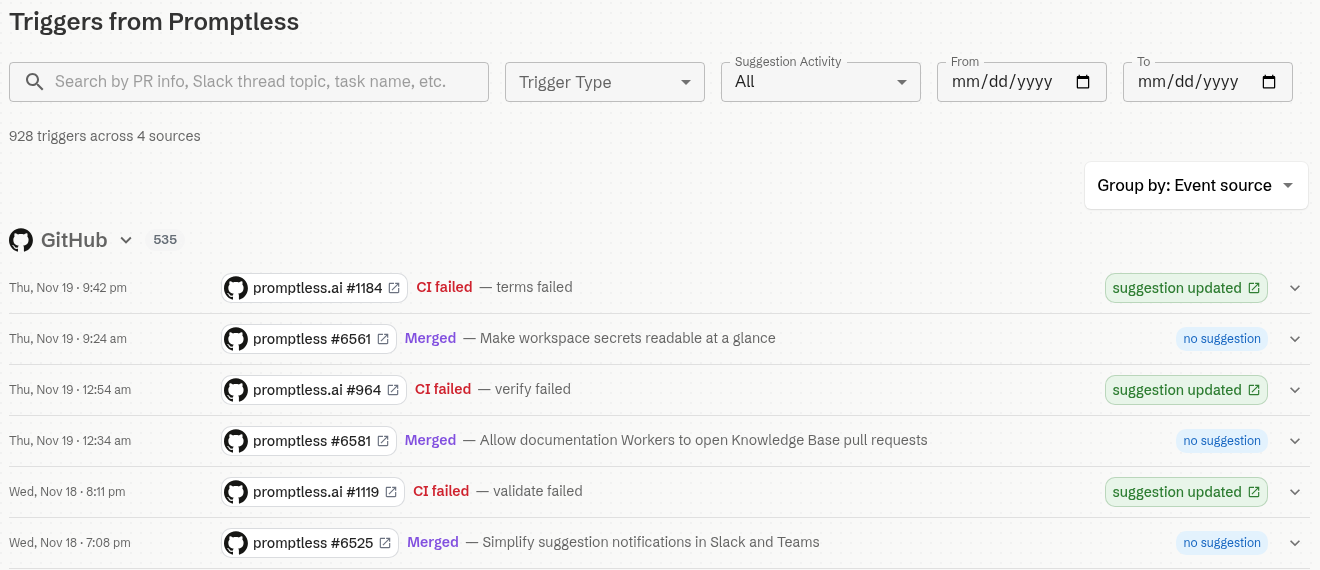 Triggers from Promptless
Search by PR info, Slack thread topic, task name, etc.
Trigger Type
Suggestion Activity
All
From
mm/dd/yyyy
To
mm/dd/yyyy
928 triggers across 4 sources
Group by: Event source
GitHub 535
Thu, Nov 19 · 9:42 pm promptless.ai #1184 CI failed — terms failed suggestion updated
Thu, Nov 19 · 9:24 am promptless #6561 Merged — Make workspace secrets readable at a glance no suggestion
Thu, Nov 19 · 12:54 am promptless.ai #964 CI failed — verify failed suggestion updated
Thu, Nov 19 · 12:34 am promptless #6581 Merged — Allow documentation Workers to open Knowledge Base pull requests no suggestion
Wed, Nov 18 · 8:11 pm promptless.ai #1119 CI failed — validate failed suggestion updated
Wed, Nov 18 · 7:08 pm promptless #6525 Merged — Simplify suggestion notifications in Slack and Teams no suggestion